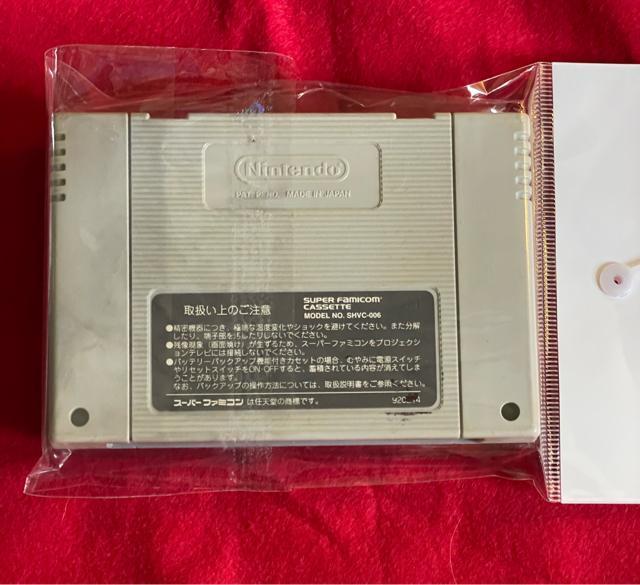 Nintendo
PAT. PEND. MADE IN JAPAN
取扱い上のご注意
SUPER FAMICOM
CASSETTE
MODEL NO. SHVC-006
●精密機器につき、極端な温度変化やショックを避けてください。また分解
したり、端子部を汚したりしないでください。
●残像現象（画面焼け）が生ずるため、スーパーファミコンをプロジェク
ションテレビには接続しないでください。
●バッテリーバックアップ機能付きカセットの場合、むやみに電源スイッチ
やリセットスイッチをON・OFFすると、蓄積されている内容が消えてしま
うことがあります。
なお、バックアップの操作方法については、取扱説明書をご参照ください。
スーパーファミコン は任天堂の商標です。